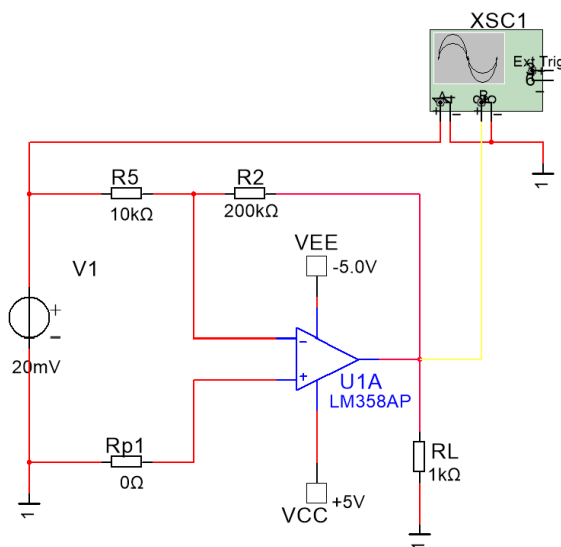 XSC1
Ext Trig
+
A
B
+
-
+
-
-
R5
10kΩ
R2
200kΩ
VEE
-5.0V
V1
+
-
20mV
-
+
U1A
LM358AP
Rp1
0Ω
VCC
+5V
RL
1kΩ